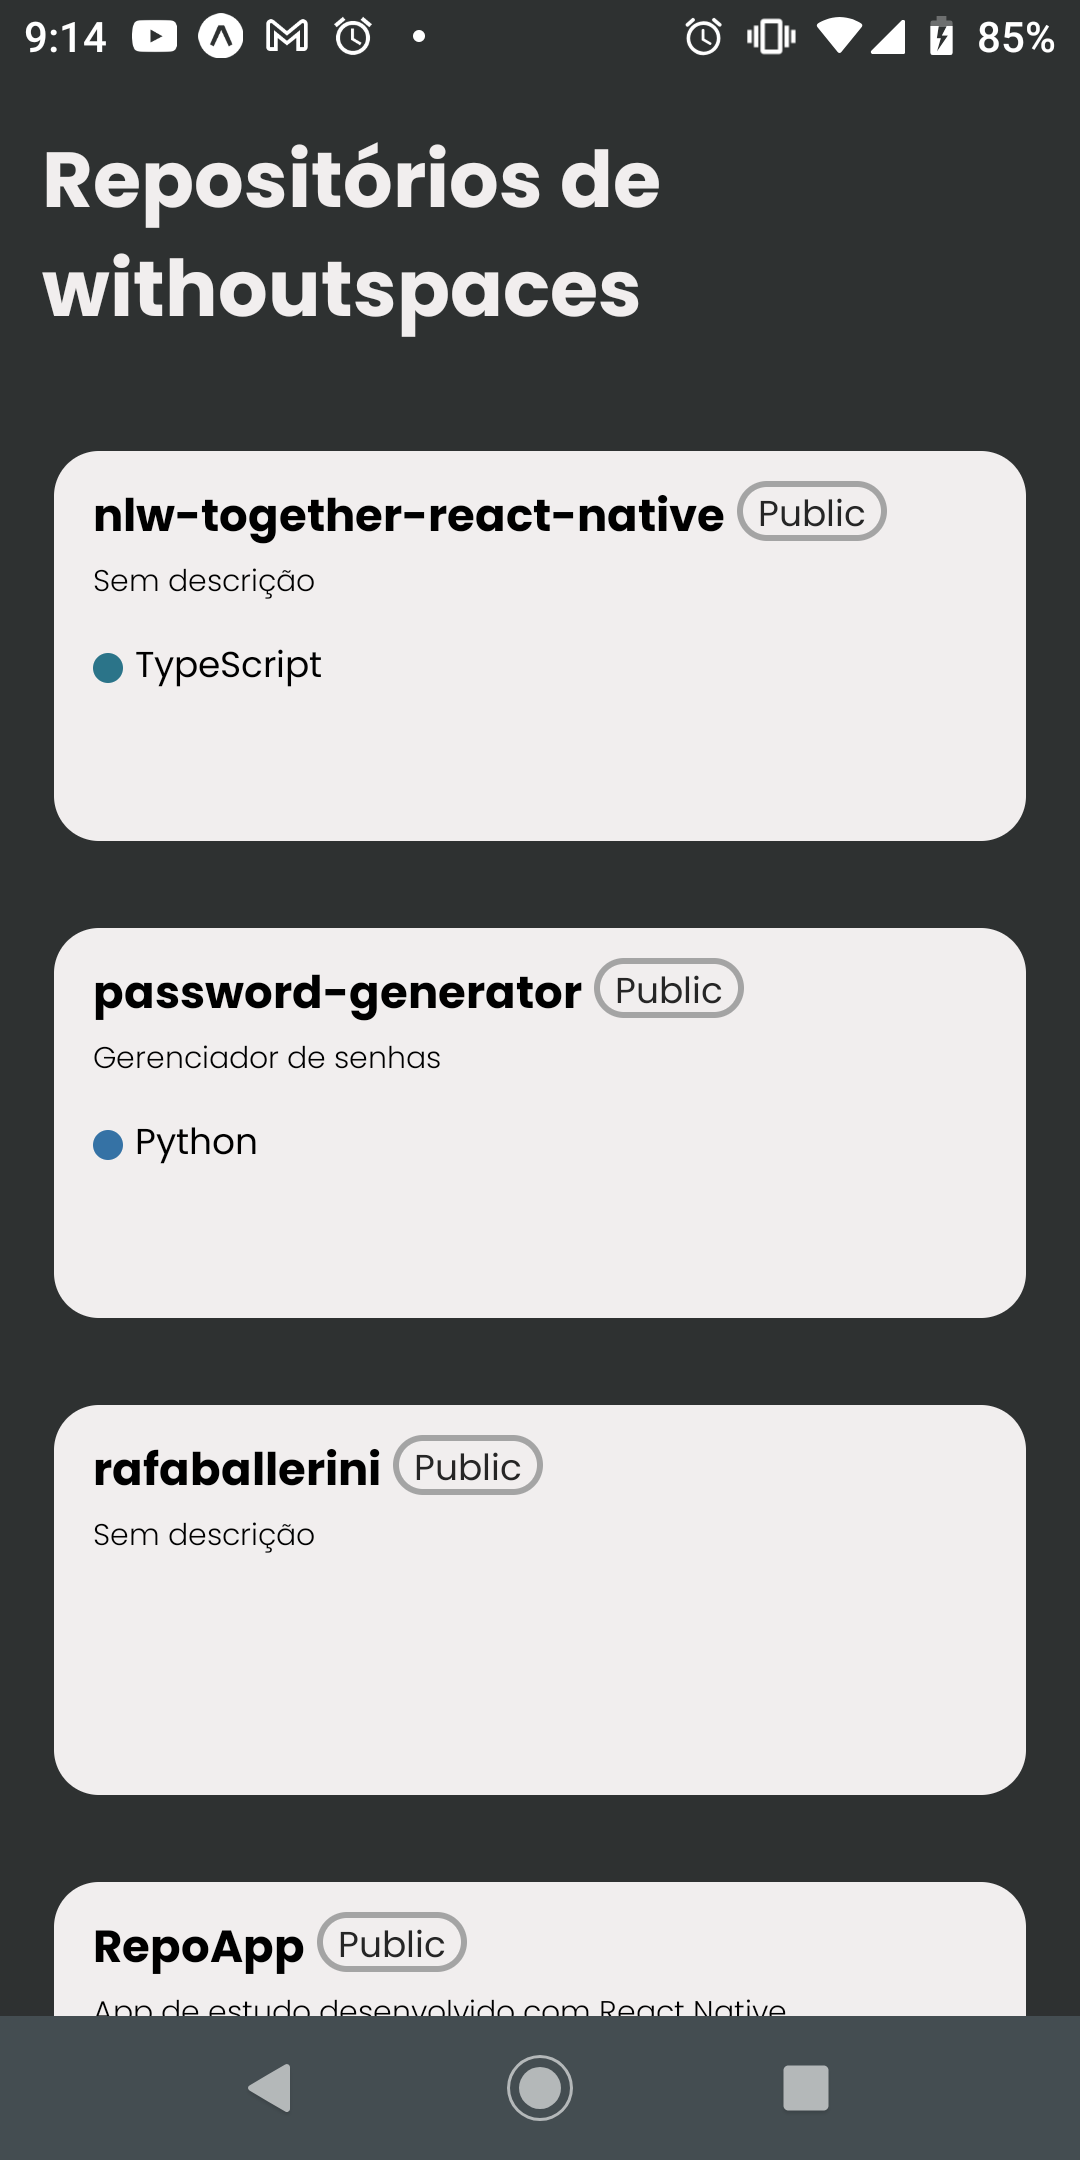 9:14 85%
Repositórios de
withoutspaces
nlw-together-react-native Public
Sem descrição
TypeScript
password-generator Public
Gerenciador de senhas
Python
rafaballerini Public
Sem descrição
RepoApp Public
App de estudo desenvolvido com React Native